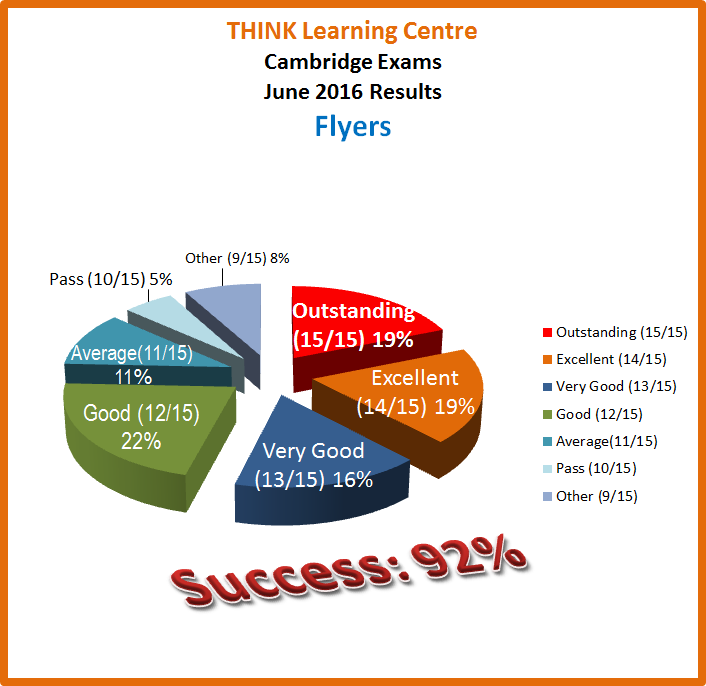 THINK Learning Centre
Cambridge Exams
June 2016 Results
Flyers
Other (9/15) 8%
Pass (10/15) 5%
Outstanding
(15/15) 19%
Average(11/15)
11%
Excellent
(14/15) 19%
Good (12/15)
22%
Very Good
(13/15) 16%
Outstanding (15/15)
Excellent (14/15)
Very Good (13/15)
Good (12/15)
Average(11/15)
Pass (10/15)
Other (9/15)
Success: 92%